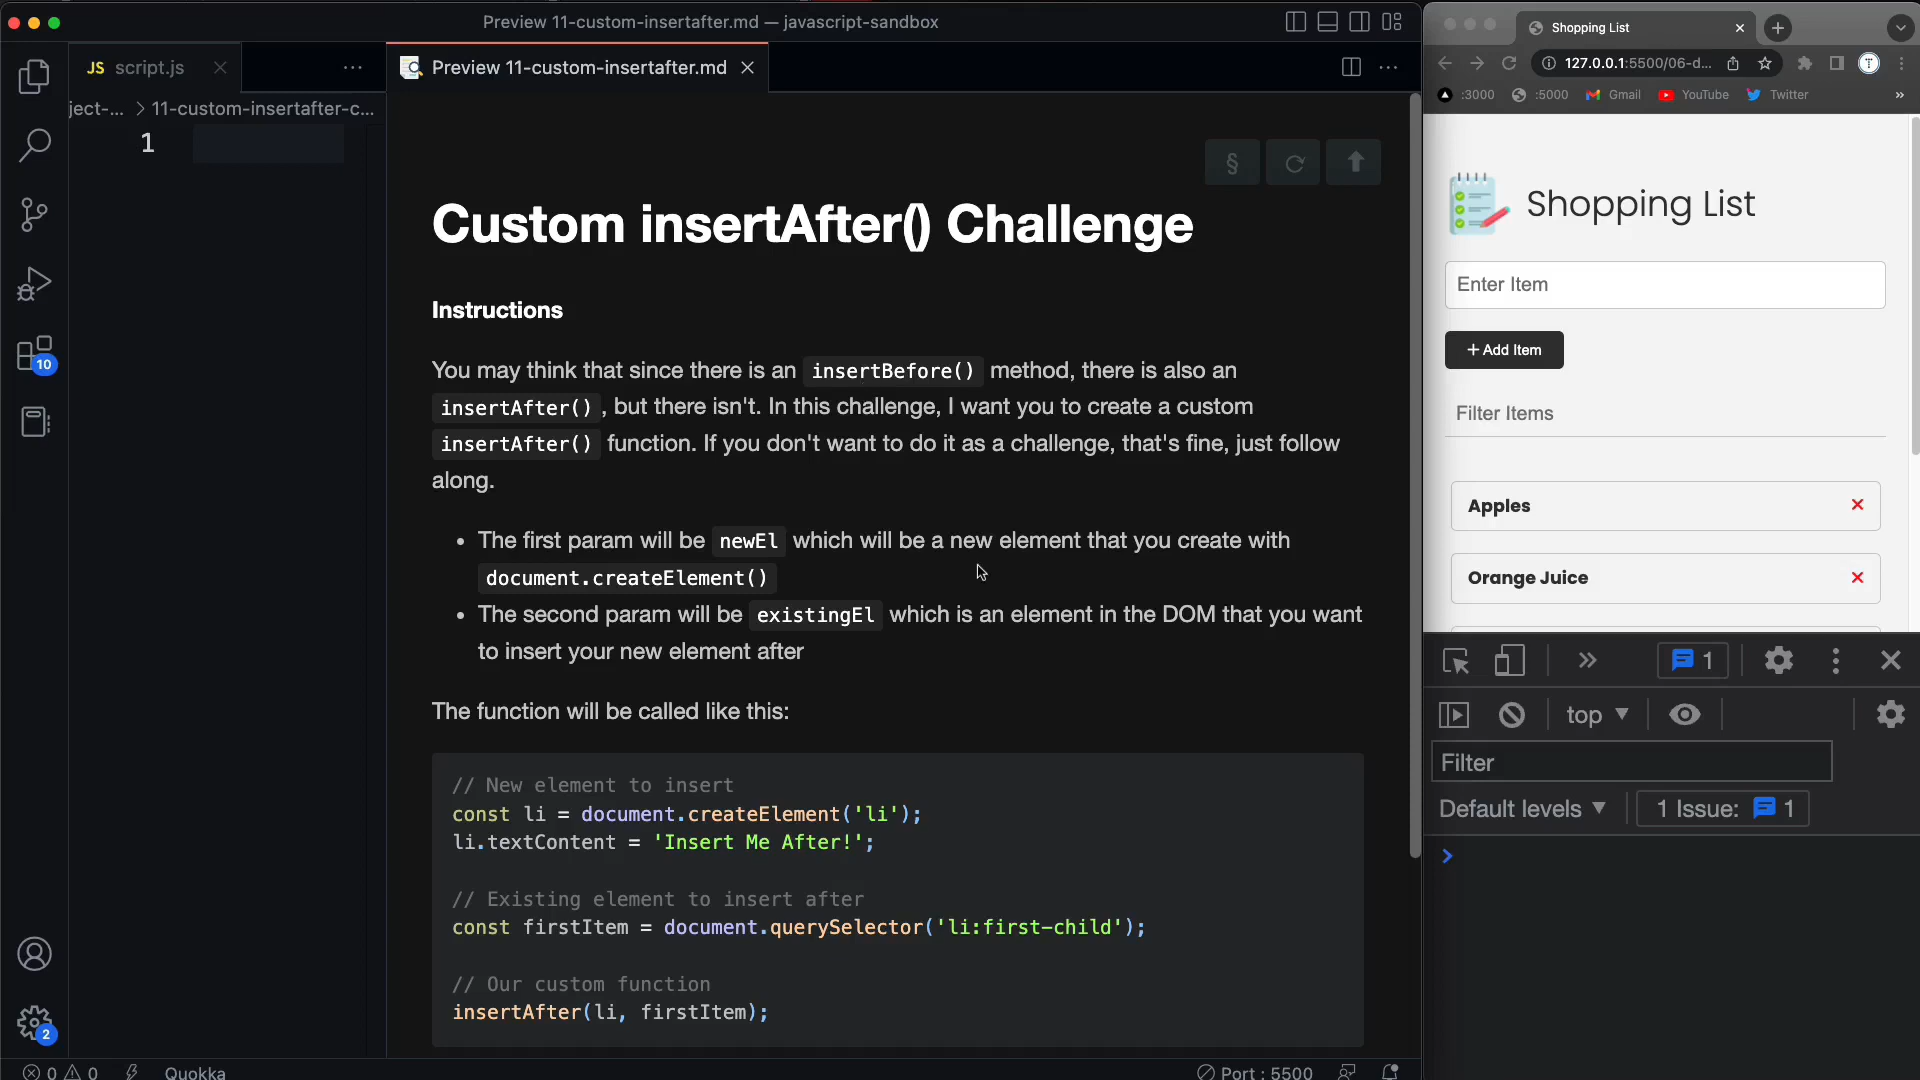 Preview 11-custom-insertafter.md — javascript-sandbox
JS script.js
Preview 11-custom-insertafter.md
ject-... > 11-custom-insertafter-c...
1
10
2
§
Custom insertAfter() Challenge
Instructions
You may think that since there is an insertBefore() method, there is also an
insertAfter() , but there isn't. In this challenge, I want you to create a custom
insertAfter() function. If you don't want to do it as a challenge, that's fine, just follow
along.
• The first param will be newEl which will be a new element that you create with
document.createElement()
• The second param will be existingEl which is an element in the DOM that you want
to insert your new element after
The function will be called like this:
// New element to insert
const li = document.createElement('li');
li.textContent = 'Insert Me After!';
// Existing element to insert after
const firstItem = document.querySelector('li:first-child');
// Our custom function
insertAfter(li, firstItem);
0 0 Quokka
Port : 5500
Shopping List
127.0.0.1:5500/06-d...
T
:3000 :5000 Gmail YouTube Twitter »
Shopping List
Enter Item
+ Add Item
Filter Items
Apples
Orange Juice
1
top
Filter
Default levels
1 Issue: 1